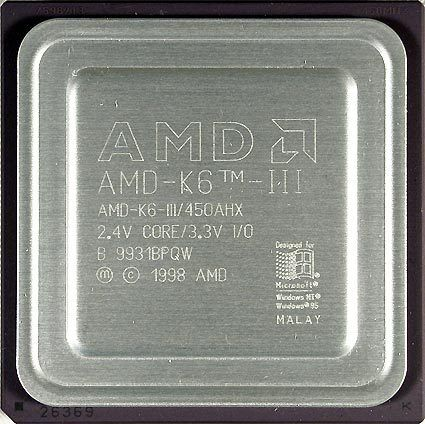 AMD
AMD-K6™-III
AMD-K6-III/450AHX
2.4V CORE/3.3V I/O
B 9931BPQW
ⓜ © 1998 AMD
Designed for
Microsoft®
Windows NT®
Windows® 95
MALAY
26369
K